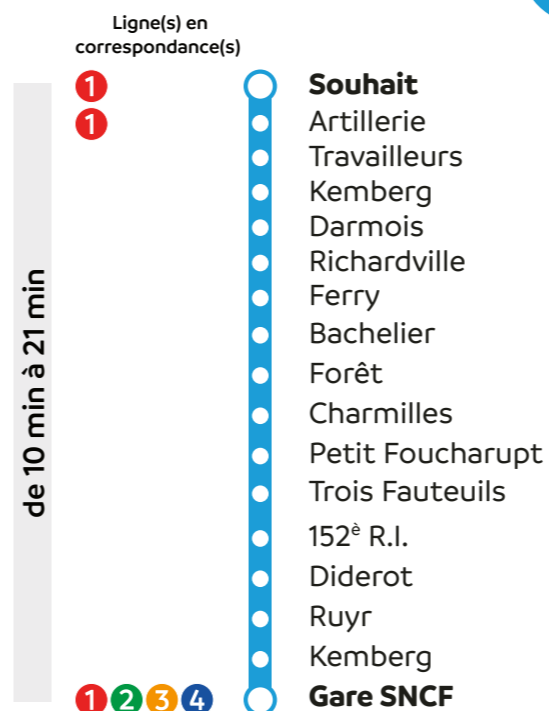 Ligne(s) en
correspondance(s)
de 10 min à 21 min
1 Souhait
1 Artillerie
Travailleurs
Kemberg
Darmois
Richardville
Ferry
Bachelier
Forêt
Charmilles
Petit Foucharupt
Trois Fauteuils
152è R.I.
Diderot
Ruyr
Kemberg
1 2 3 4 Gare SNCF